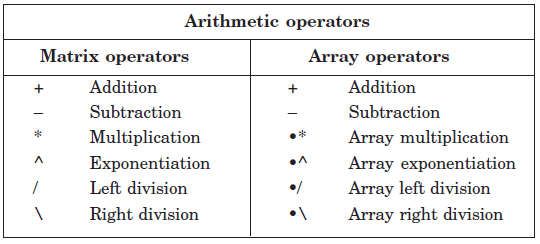 Arithmetic operators
Matrix operators Array operators
+ Addition + Addition
– Subtraction – Subtraction
* Multiplication •* Array multiplication
^ Exponentiation •^ Array exponentiation
/ Left division •/ Array left division
\ Right division •\ Array right division